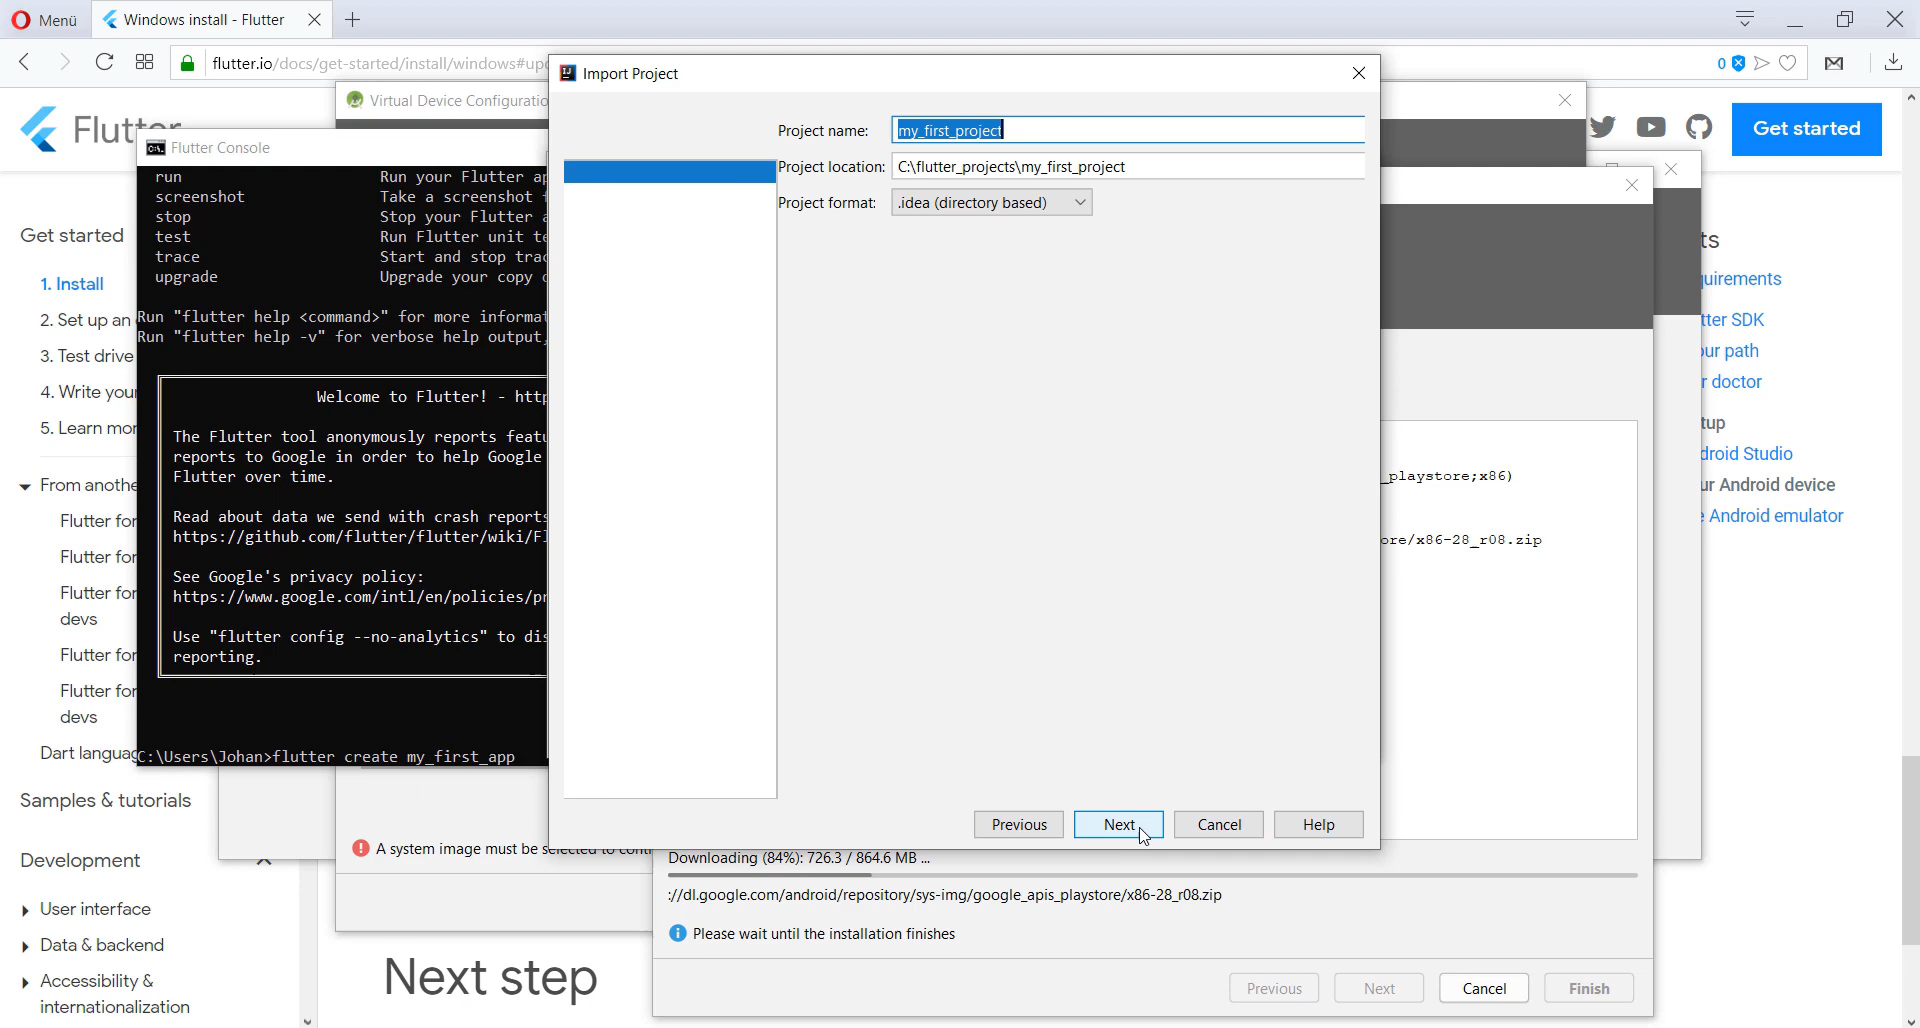 Menü
Windows install - Flutter
flutter.io/docs/get-started/install/windows#upd
0
Import Project
Virtual Device Configuratio
Flutter
Get started
Flutter Console
Project name: my_first_project
Project location: C:\flutter_projects\my_first_project
Project format: .idea (directory based)
run Run your Flutter ap
screenshot Take a screenshot f
stop Stop your Flutter a
test Run Flutter unit te
trace Start and stop trac
upgrade Upgrade your copy o
Run "flutter help <command>" for more informat
Run "flutter help -v" for verbose help output,
Welcome to Flutter! - http
The Flutter tool anonymously reports featu
reports to Google in order to help Google
Flutter over time.
Read about data we send with crash reports
https://github.com/flutter/flutter/wiki/Fl
See Google's privacy policy:
https://www.google.com/intl/en/policies/pr
Use "flutter config --no-analytics" to dis
reporting.
C:\Users\Johan>flutter create my_first_app
Get started
1. Install
2. Set up an
3. Test drive
4. Write your
5. Learn mor
From anothe
Flutter for
Flutter for
Flutter for
devs
Flutter for
Flutter for
devs
Dart languag
Samples & tutorials
Development
User interface
Data & backend
Accessibility &
internationalization
ts
uirements
tter SDK
our path
r doctor
tup
droid Studio
ur Android device
e Android emulator
_playstore;x86)
ore/x86-28_r08.zip
Previous
Next
Cancel
Help
A system image must be selected to conti
Downloading (84%): 726.3 / 864.6 MB ...
://dl.google.com/android/repository/sys-img/google_apis_playstore/x86-28_r08.zip
Please wait until the installation finishes
Next step
Previous
Next
Cancel
Finish